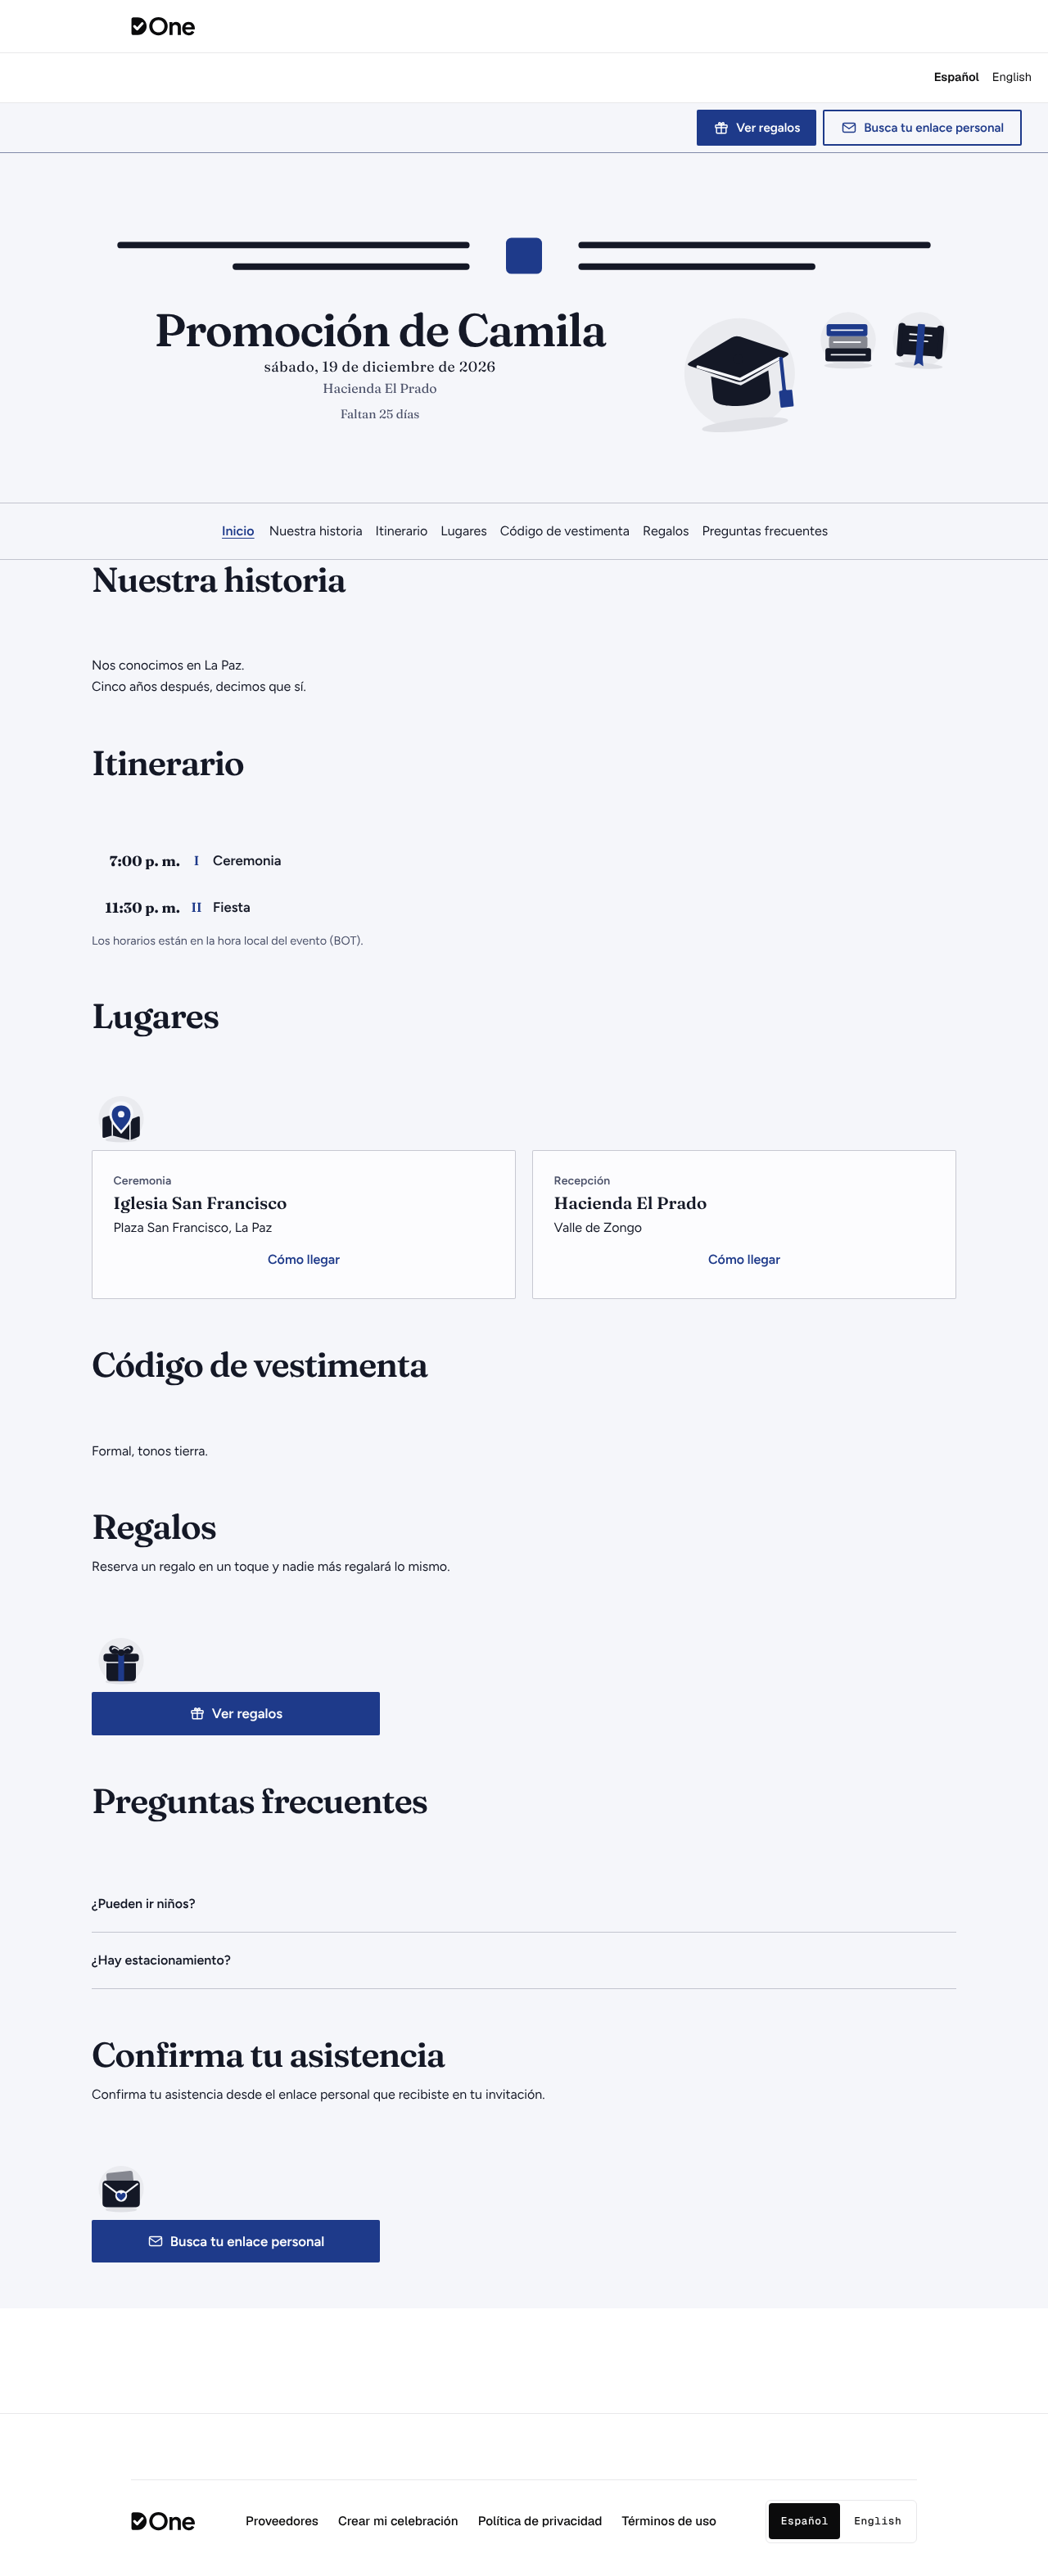 One
Español English
Ver regalos Busca tu enlace personal
Promoción de Camila
sábado, 19 de diciembre de 2026
Hacienda El Prado
Faltan 25 días
Inicio Nuestra historia Itinerario Lugares Código de vestimenta Regalos Preguntas frecuentes
Nuestra historia
Nos conocimos en La Paz.
Cinco años después, decimos que sí.
Itinerario
7:00 p. m. I Ceremonia
11:30 p. m. II Fiesta
Los horarios están en la hora local del evento (BOT).
Lugares
Ceremonia
Iglesia San Francisco
Plaza San Francisco, La Paz
Cómo llegar
Recepción
Hacienda El Prado
Valle de Zongo
Cómo llegar
Código de vestimenta
Formal, tonos tierra.
Regalos
Reserva un regalo en un toque y nadie más regalará lo mismo.
Ver regalos
Preguntas frecuentes
¿Pueden ir niños?
¿Hay estacionamiento?
Confirma tu asistencia
Confirma tu asistencia desde el enlace personal que recibiste en tu invitación.
Busca tu enlace personal
One Proveedores Crear mi celebración Política de privacidad Términos de uso Español English